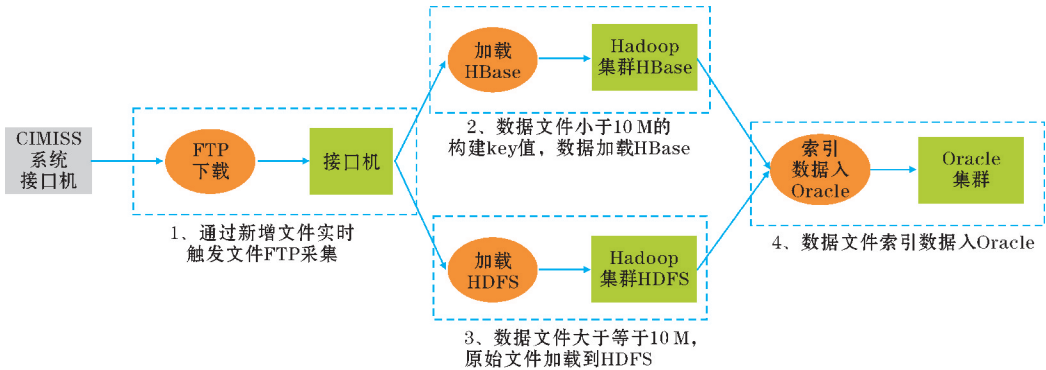 CIMISS
系统
接口机
FTP
下载
接口机
1、通过新增文件实时
触发文件FTP采集
加载
HBase
Hadoop
集群HBase
2、数据文件小于10 M的
构建key值，数据加载HBase
加载
HDFS
Hadoop
集群HDFS
3、数据文件大于等于10 M，
原始文件加载到HDFS
索引
数据入
Oracle
Oracle
集群
4、数据文件索引数据入Oracle